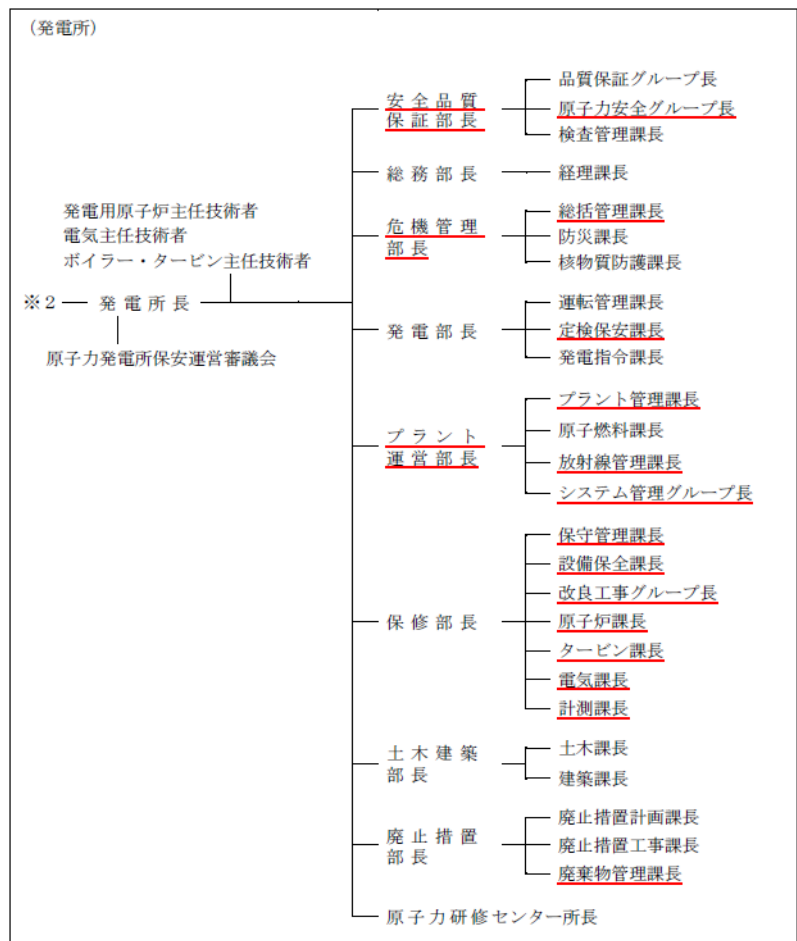 (発電所)
安全品質
保証部長
品質保証グループ長
原子力安全グループ長
検査管理課長
総務部長
経理課長
発電用原子炉主任技術者
電気主任技術者
ボイラー・タービン主任技術者
危機管理
部長
総括管理課長
防災課長
核物質防護課長
※2
発電所長
原子力発電所保安運営審議会
発電部長
運転管理課長
定検保安課長
発電指令課長
プラント
運営部長
プラント管理課長
原子燃料課長
放射線管理課長
システム管理グループ長
保修部長
保守管理課長
設備保全課長
改良工事グループ長
原子炉課長
タービン課長
電気課長
計測課長
土木建築
部長
土木課長
建築課長
廃止措置
部長
廃止措置計画課長
廃止措置工事課長
廃棄物管理課長
原子力研修センター所長